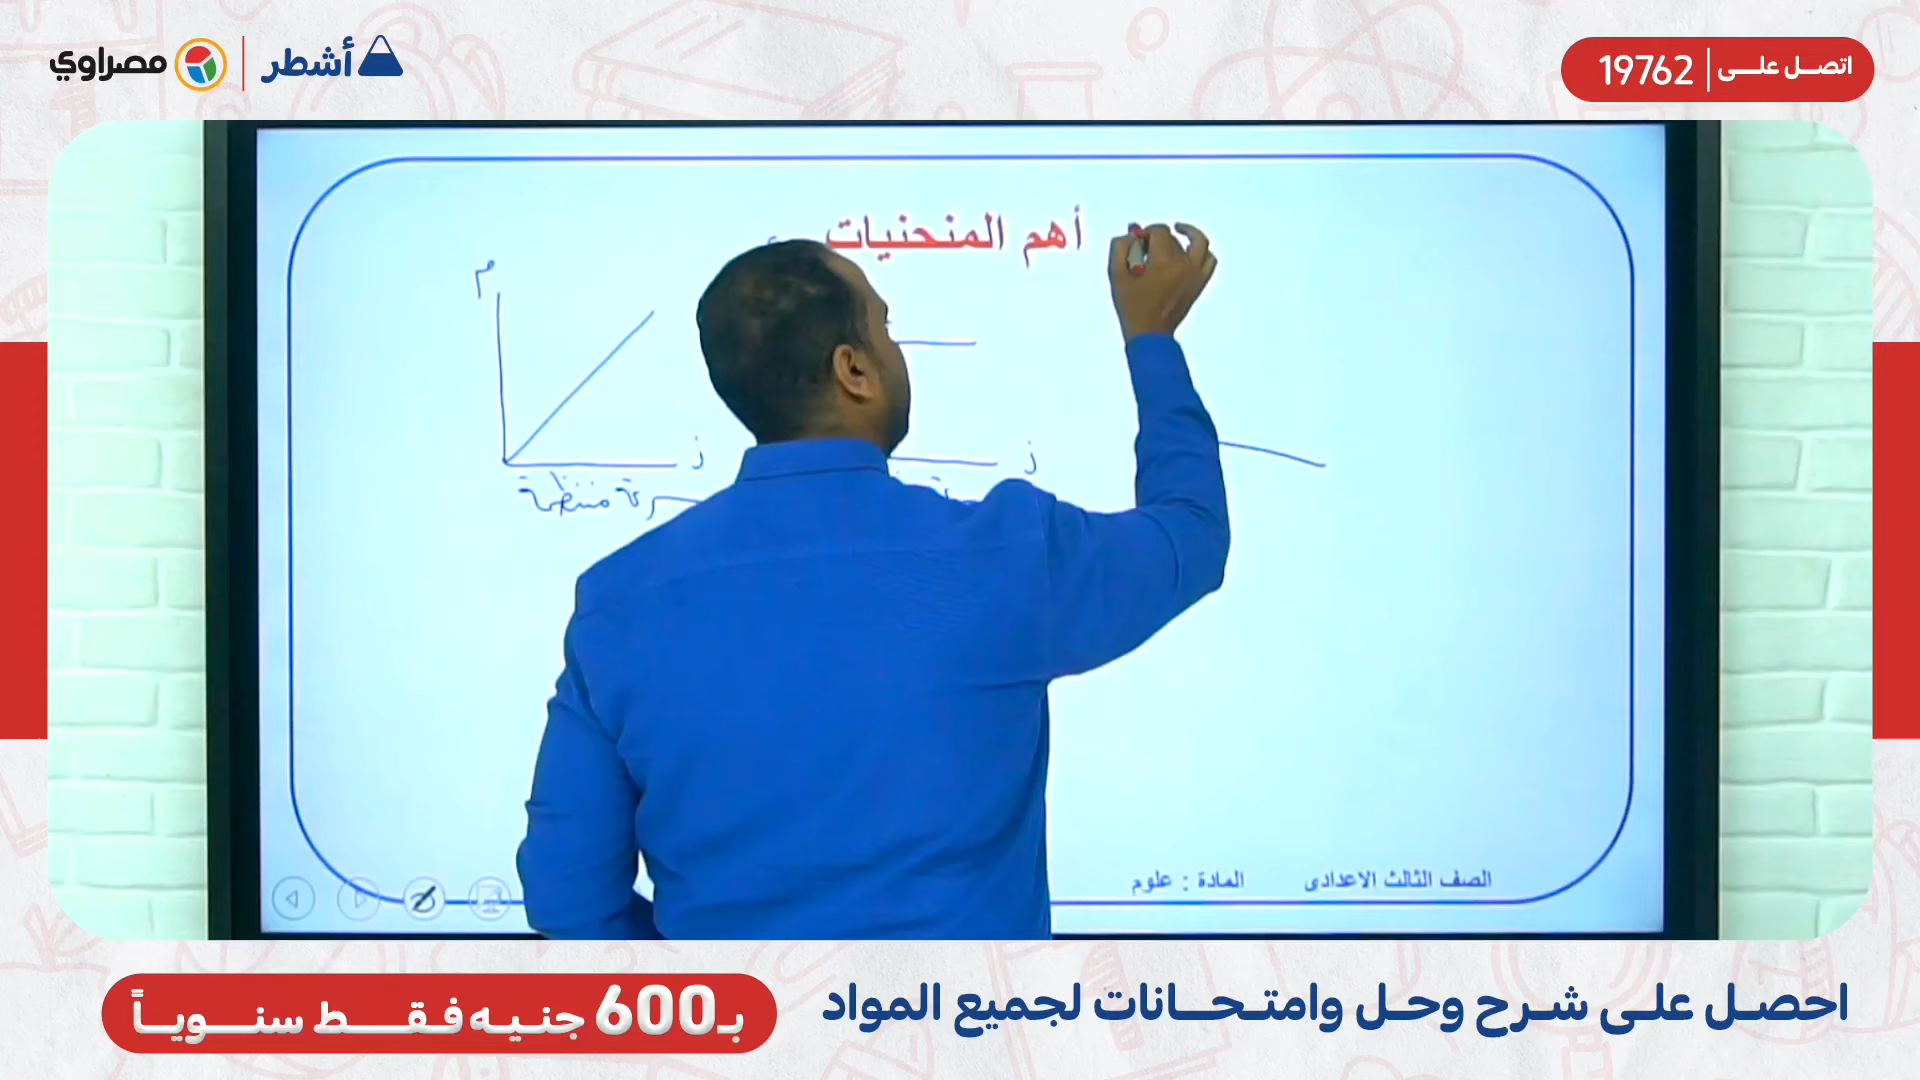 اتصل على 19762
أشطر
مصراوي
أهم المنحنيات
م
ز
ز
سرعة منتظمة
الصف الثالث الاعدادى
المادة : علوم
احصل على شرح وحل وامتحانات لجميع المواد
بـ600 جنيه فقط سنوياً